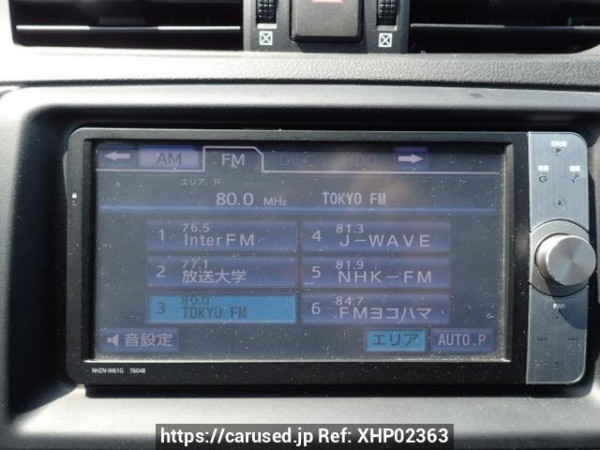 AM
FM
DISC
エリア P
80.0 MHz TOKYO FM
1 76.5 InterFM
4 81.3 J-WAVE
2 77.1 放送大学
5 81.9 NHK-FM
3 80.0 TOKYO FM
6 84.7 FMヨコハマ
音設定
エリア
AUTO.P
NHZN-W61G 76048
https://carused.jp Ref: XHP02363